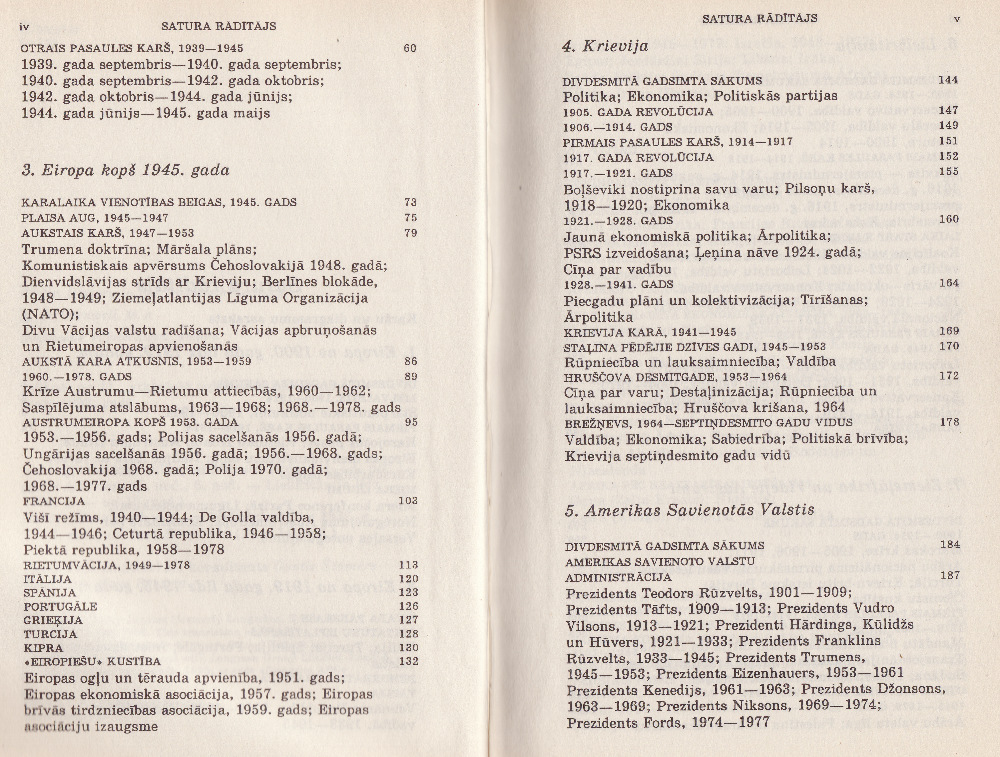 iv
SATURA RĀDĪTĀJS
OTRAIS PASAULES KARŠ, 1939—1945 60
1939. gada septembris—1940. gada septembris;
1940. gada septembris—1942. gada oktobris;
1942. gada oktobris—1944. gada jūnijs;
1944. gada jūnijs—1945. gada maijs
3. Eiropa kopš 1945. gada
KARALAIKA VIENOTĪBAS BEIGAS, 1945. GADS 73
PLAISA AUG, 1945—1947 75
AUKSTAIS KARŠ, 1947—1953 79
Trumena doktrīna; Māršala plāns;
Komunistiskais apvērsums Čehoslovakijā 1948. gadā;
Dienvidslāvijas strīds ar Krieviju; Berlīnes blokāde,
1948—1949; Ziemeļatlantijas Līguma Organizācija
(NATO);
Divu Vācijas valstu radīšana; Vācijas apbruņošanās
un Rietumeiropas apvienošanās
AUKSTĀ KARA ATKUSNIS, 1953—1959 86
1960.—1978. GADS 89
Krīze Austrumu—Rietumu attiecībās, 1960—1962;
Saspīlējuma atslābums, 1963—1968; 1968.—1978. gads
AUSTRUMEIROPA KOPŠ 1953. GADA 95
1953.—1956. gads; Polijas sacelšanās 1956. gadā;
Ungārijas sacelšanās 1956. gadā; 1956.—1968. gads;
Čehoslovakija 1968. gadā; Polija 1970. gadā;
1968.—1977. gads
FRANCIJA 103
Višī režīms, 1940—1944; De Golla valdība,
1944—1946; Ceturtā republika, 1946—1958;
Piektā republika, 1958—1978
RIETUMVĀCIJA, 1949—1978 113
ITĀLIJA 120
SPĀNIJA 123
PORTUGĀLE 126
GRIEĶIJA 127
TURCIJA 128
KIPRA 130
«EIROPIEŠU» KUSTĪBA 132
Eiropas ogļu un tērauda apvienība, 1951. gads;
Eiropas ekonomiskā asociācija, 1957. gads; Eiropas
brīvās tirdzniecības asociācija, 1959. gads; Eiropas
asociāciju izaugsme
SATURA RĀDĪTĀJS
v
4. Krievija
DIVDESMITĀ GADSIMTA SĀKUMS 144
Politika; Ekonomika; Politiskās partijas
1905. GADA REVOLŪCIJA 147
1906.—1914. GADS 149
PIRMAIS PASAULES KARŠ, 1914—1917 151
1917. GADA REVOLŪCIJA 152
1917.—1921. GADS 155
Boļševiki nostiprina savu varu; Pilsoņu karš,
1918—1920; Ekonomika
1921.—1928. GADS 160
Jaunā ekonomiskā politika; Ārpolitika;
PSRS izveidošana; Ļeņina nāve 1924. gadā;
Cīņa par vadību
1928.—1941. GADS 164
Piecgadu plāni un kolektivizācija; Tīrīšanas;
Ārpolitika
KRIEVIJA KARĀ, 1941—1945 169
STAĻINA PĒDĒJIE DZĪVES GADI, 1945—1953 170
Rūpniecība un lauksaimniecība; Valdība
HRUŠČOVA DESMITGADE, 1953—1964 172
Cīņa par varu; Destaļinizācija; Rūpniecība un
lauksaimniecība; Hruščova krišana, 1964
BREŽŅEVS, 1964—SEPTIŅDESMITO GADU VIDUS 178
Valdība; Ekonomika; Sabiedrība; Politiskā brīvība;
Krievija septiņdesmito gadu vidū
5. Amerikas Savienotās Valstis
DIVDESMITĀ GADSIMTA SĀKUMS 184
AMERIKAS SAVIENOTO VALSTU
ADMINISTRĀCIJA 187
Prezidents Teodors Rūzvelts, 1901—1909;
Prezidents Tāfts, 1909—1913; Prezidents Vudro
Vilsons, 1913—1921; Prezidenti Hārdings, Kūlidžs
un Hūvers, 1921—1933; Prezidents Franklins
Rūzvelts, 1933—1945; Prezidents Trumens,
1945—1953; Prezidents Eizenhauers, 1953—1961
Prezidents Kenedijs, 1961—1963; Prezidents Džonsons,
1963—1969; Prezidents Niksons, 1969—1974;
Prezidents Fords, 1974—1977